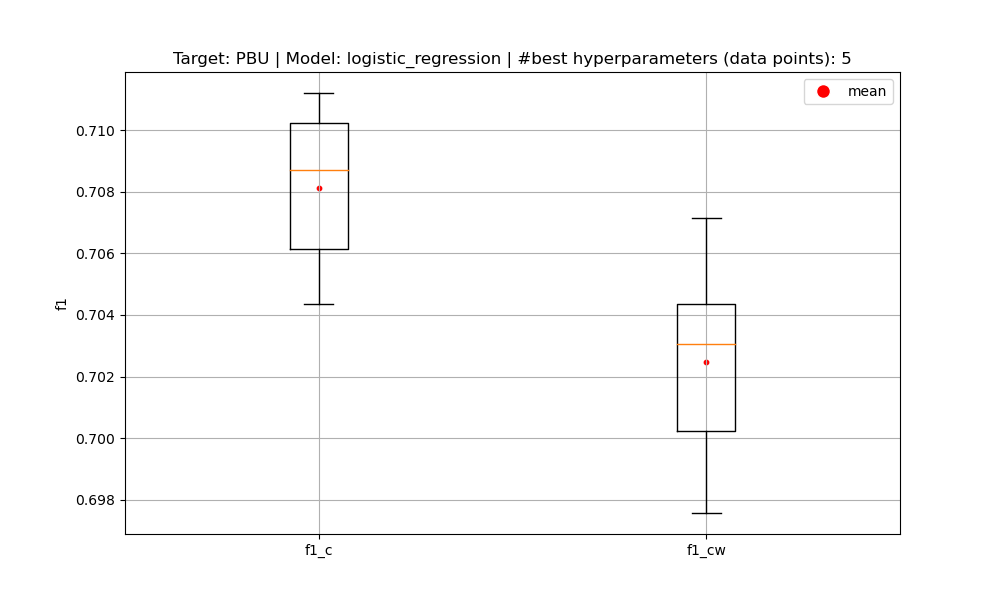 Target: PBU | Model: logistic_regression | #best hyperparameters (data points): 5
mean
0.710
0.708
0.706
0.704
0.702
0.700
0.698
f1
f1_c
f1_cw